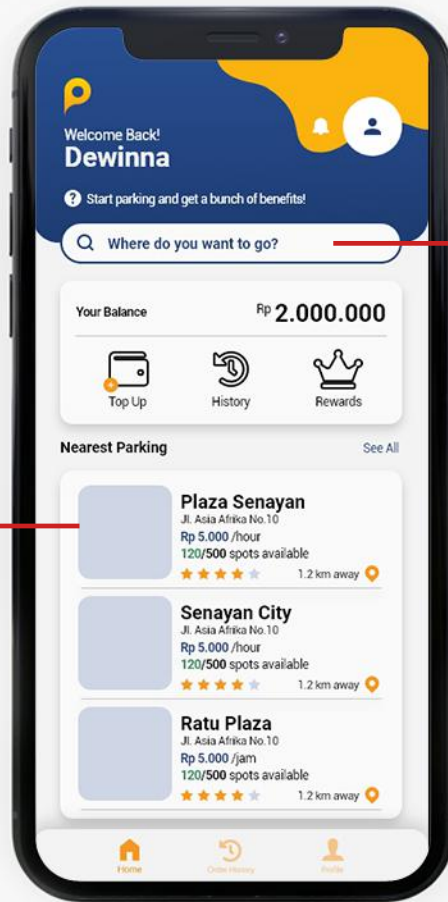 Welcome Back!
Dewinna
? Start parking and get a bunch of benefits!
Where do you want to go?
Your Balance
Rp 2.000.000
Top Up
History
Rewards
Nearest Parking
See All
Plaza Senayan
Jl. Asia Afrika No.10
Rp 5.000 /hour
120/500 spots available
1.2 km away
Senayan City
Jl. Asia Afrika No.10
Rp 5.000 /hour
120/500 spots available
1.2 km away
Ratu Plaza
Jl. Asia Afrika No.10
Rp 5.000 /jam
120/500 spots available
1.2 km away
Home
Order History
Profile